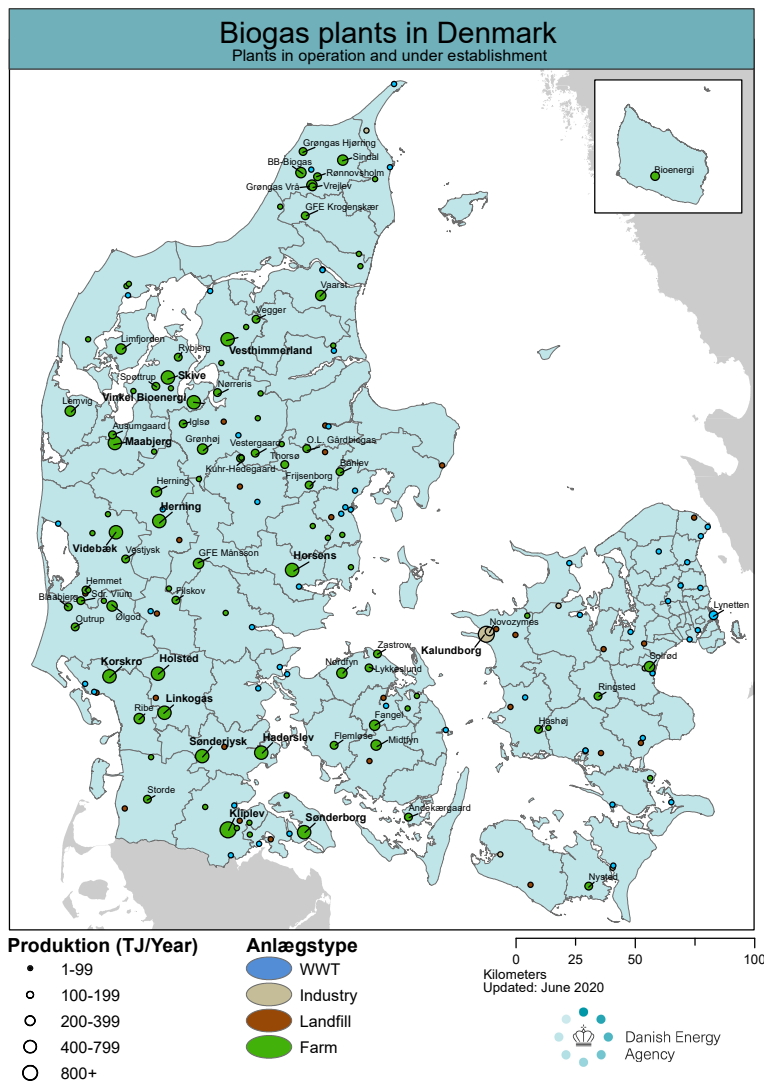 Biogas plants in Denmark
Plants in operation and under establishment
Grøngas Hjørring
BB-Biogas
Sindal
Rønnovsholm
Grøngas Vrå
Vrejlev
GFE Krogenskær
Bioenergi
Vaarst
Vegger
Limfjorden
Rybjerg
Vesthimmerland
Spøttrup
Skive
Nørreris
Vinkel Bioenergi
Lemvig
Ausumgaard
Iglsø
Maabjerg
Grønhøj
Vestergaard
O.L. Gårdbiogas
Thorsø
Kuhr-Hedegaard
Frijsenborg
Bånlev
Herning
Herning
Videbæk
Vestjysk
GFE Månsson
Horsens
Hemmet
Blåbjerg
Sdr. Vium
Filskov
Ølgod
Outrup
Lynetten
Novozymes
Kalundborg
Zastrow
Nordfyn
Lykkeslund
Solrød
Korskro
Holsted
Ringsted
Ribe
Linkogas
Fangel
Hashøj
Flemløse
Midtfyn
Sønderjysk
Haderslev
Storde
Andekærgaard
Kliplev
Sønderborg
Nysted
Produktion (TJ/Year)
1-99
100-199
200-399
400-799
800+
Anlægstype
WWT
Industry
Landfill
Farm
0 25 50 100
Kilometers
Updated: June 2020
Danish Energy
Agency